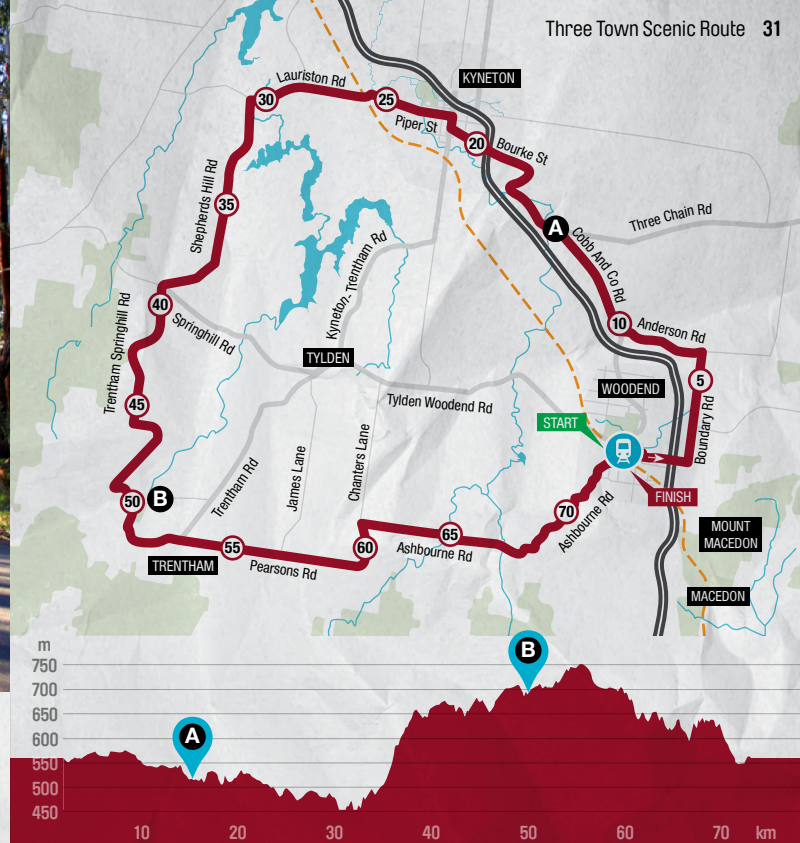 Three Town Scenic Route 31
KYNETON
Lauriston Rd
30
25
Piper St
20
Bourke St
Shepherds Hill Rd
35
A
Three Chain Rd
Cobb And Co Rd
Kyneton-Trentham Rd
40
Springhill Rd
10
Anderson Rd
Trentham Springhill Rd
TYLDEN
5
WOODEND
Tylden Woodend Rd
45
START
Boundary Rd
Chanters Lane
James Lane
Trentham Rd
50
B
FINISH
70
Ashbourne Rd
MOUNT
MACEDON
65
Ashbourne Rd
55
60
TRENTHAM
Pearsons Rd
MACEDON
m
B
750
700
650
A
600
550
500
450
10 20 30 40 50 60 70 km